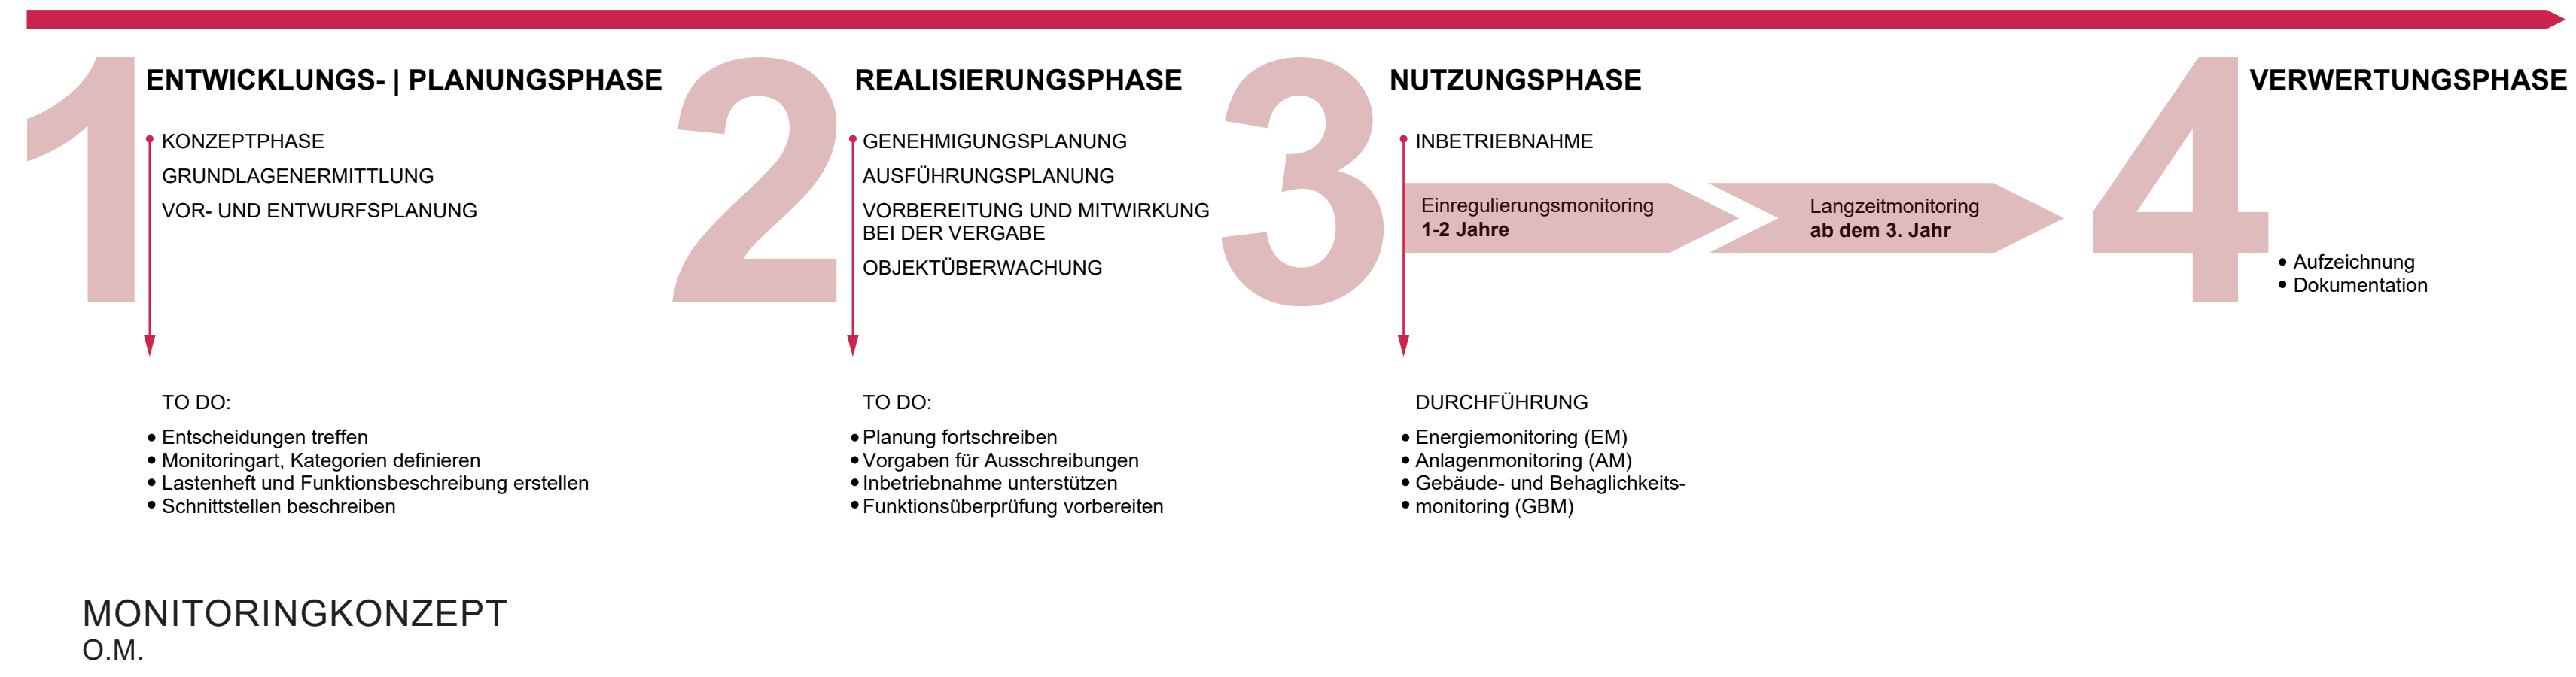 1
ENTWICKLUNGS- | PLANUNGSPHASE
KONZEPTPHASE
GRUNDLAGENERMITTLUNG
VOR- UND ENTWURFSPLANUNG
TO DO:
• Entscheidungen treffen
• Monitoringart, Kategorien definieren
• Lastenheft und Funktionsbeschreibung erstellen
• Schnittstellen beschreiben
2
REALISIERUNGSPHASE
GENEHMIGUNGSPLANUNG
AUSFÜHRUNGSPLANUNG
VORBEREITUNG UND MITWIRKUNG
BEI DER VERGABE
OBJEKTÜBERWACHUNG
TO DO:
• Planung fortschreiben
• Vorgaben für Ausschreibungen
• Inbetriebnahme unterstützen
• Funktionsüberprüfung vorbereiten
3
NUTZUNGSPHASE
INBETRIEBNAHME
Einregulierungsmonitoring
1-2 Jahre
Langzeitmonitoring
ab dem 3. Jahr
DURCHFÜHRUNG
• Energiemonitoring (EM)
• Anlagenmonitoring (AM)
• Gebäude- und Behaglichkeits-
• monitoring (GBM)
4
VERWERTUNGSPHASE
• Aufzeichnung
• Dokumentation
MONITORINGKONZEPT
O.M.